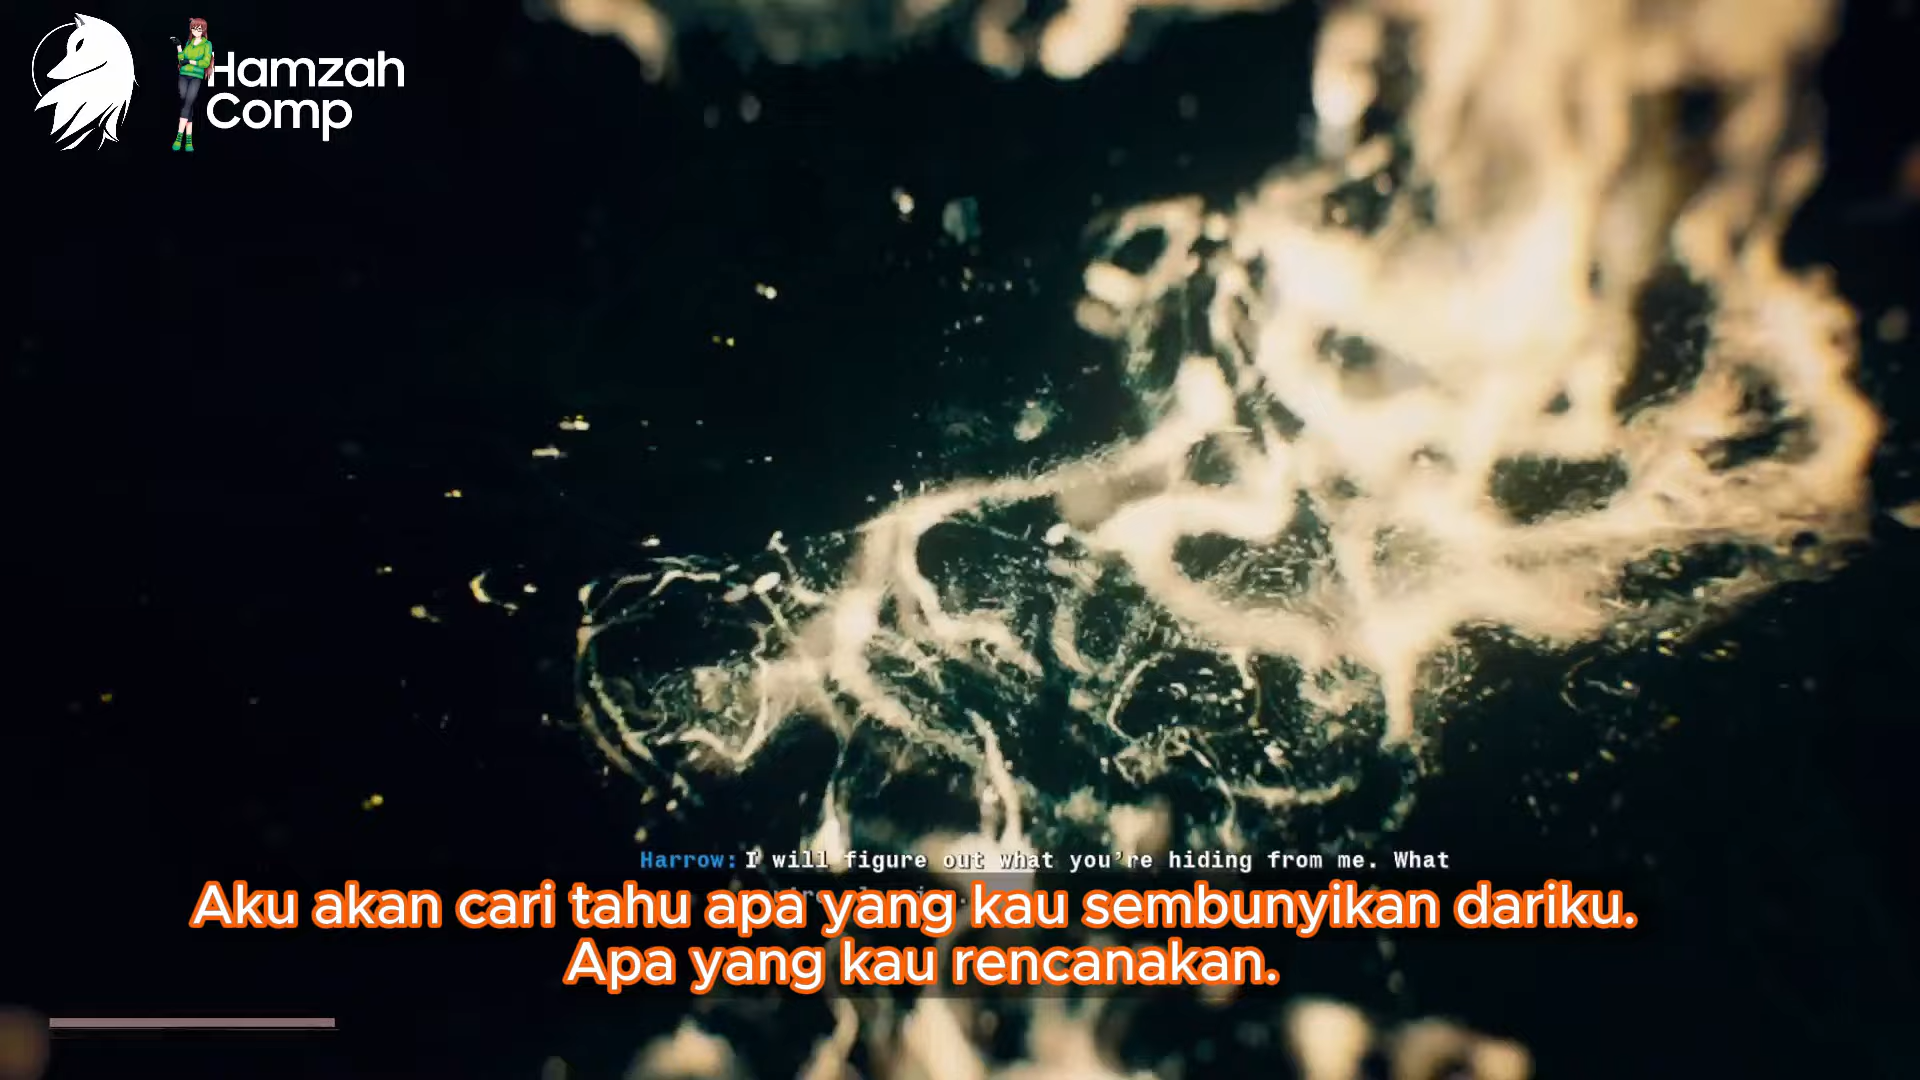 Hamzah
Comp
Harrow: I will figure out what you're hiding from me. What
Aku akan cari tahu apa yang kau sembunyikan dariku.
Apa yang kau rencanakan.